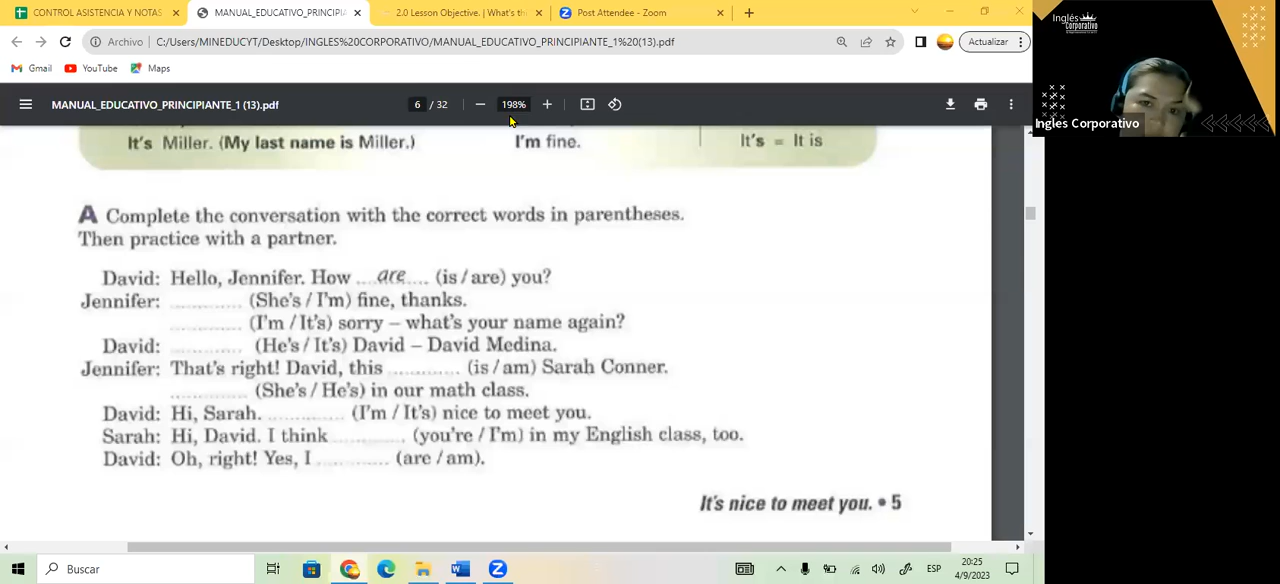 CONTROL ASISTENCIA Y NOTAS
MANUAL_EDUCATIVO_PRINCIPIA
2.0 Lesson Objective. | What's th
Post Attendee - Zoom
Archivo
C:/Users/MINEDUCYT/Desktop/INGLES%20CORPORATIVO/MANUAL_EDUCATIVO_PRINCIPIANTE_1%20(13).pdf
Actualizar
Gmail
YouTube
Maps
MANUAL_EDUCATIVO_PRINCIPIANTE_1 (13).pdf
6 / 32
198%
It's Miller. (My last name is Miller.)
I'm fine.
It's = It is
A Complete the conversation with the correct words in parentheses.
Then practice with a partner.
David: Hello, Jennifer. How ....are.... (is / are) you?
Jennifer: .............. (She's / I'm) fine, thanks.
.............. (I'm / It's) sorry – what's your name again?
David: .............. (He's / It's) David – David Medina.
Jennifer: That's right! David, this .............. (is / am) Sarah Conner.
.............. (She's / He's) in our math class.
David: Hi, Sarah. .............. (I'm / It's) nice to meet you.
Sarah: Hi, David. I think .............. (you're / I'm) in my English class, too.
David: Oh, right! Yes, I .............. (are / am).
It's nice to meet you. • 5
Inglés
Corporativo
Ingles Corporativo
Buscar
ESP
20:25
4/9/2023